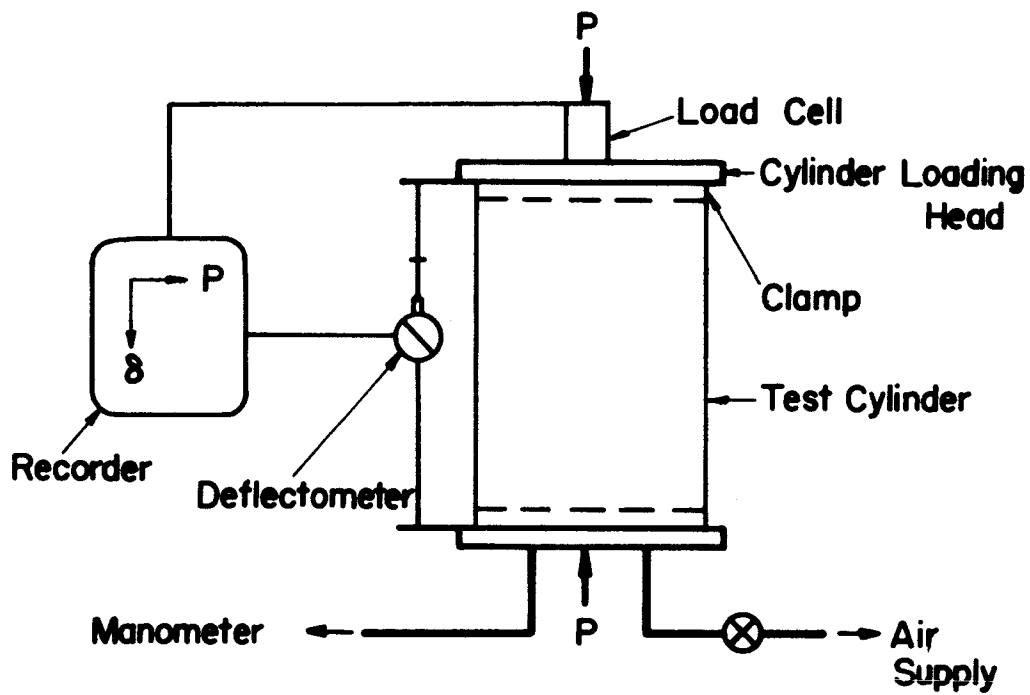 P
Load Cell
Cylinder Loading
Head
P
δ
Clamp
Test Cylinder
Recorder
Deflectometer
Manometer
P
Air
Supply